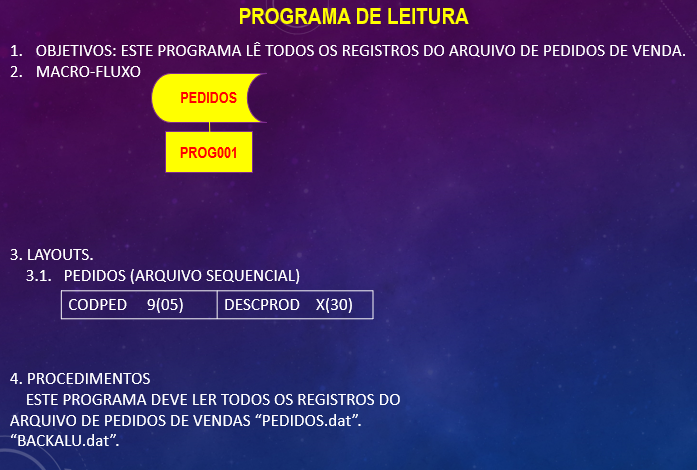 PROGRAMA DE LEITURA
1. OBJETIVOS: ESTE PROGRAMA LÊ TODOS OS REGISTROS DO ARQUIVO DE PEDIDOS DE VENDA.
2. MACRO-FLUXO
PEDIDOS
PROG001
3. LAYOUTS.
3.1. PEDIDOS (ARQUIVO SEQUENCIAL)
CODPED 9(05) DESCPROD X(30)
4. PROCEDIMENTOS
ESTE PROGRAMA DEVE LER TODOS OS REGISTROS DO
ARQUIVO DE PEDIDOS DE VENDAS “PEDIDOS.dat”.
“BACKALU.dat”.